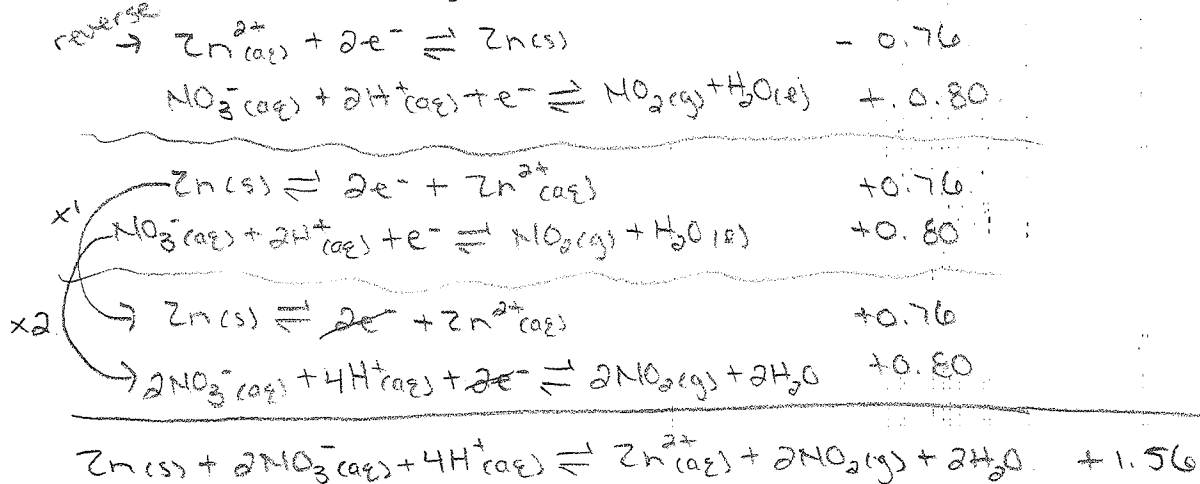 reverse → Zn²⁺(aq) + 2e⁻ ⇌ Zn(s) - 0.76
NO₃⁻(aq) + 2H⁺(aq) + e⁻ ⇌ NO₂(g) + H₂O(l) + 0.80
Zn(s) ⇌ 2e⁻ + Zn²⁺(aq) +0.76
x1
NO₃⁻(aq) + 2H⁺(aq) + e⁻ ⇌ NO₂(g) + H₂O(l) +0.80
x2 → Zn(s) ⇌ 2e⁻ + Zn²⁺(aq) +0.76
→ 2NO₃⁻(aq) + 4H⁺(aq) + 2e⁻ ⇌ 2NO₂(g) + 2H₂O +0.80
Zn(s) + 2NO₃⁻(aq) + 4H⁺(aq) ⇌ Zn²⁺(aq) + 2NO₂(g) + 2H₂O + 1.56